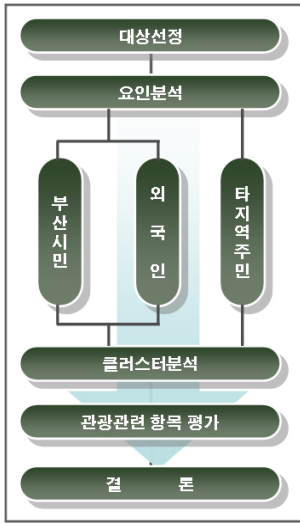 대상선정
요인분석
부산시민
외국인
타지역주민
클러스터분석
관광관련 항목 평가
결 론